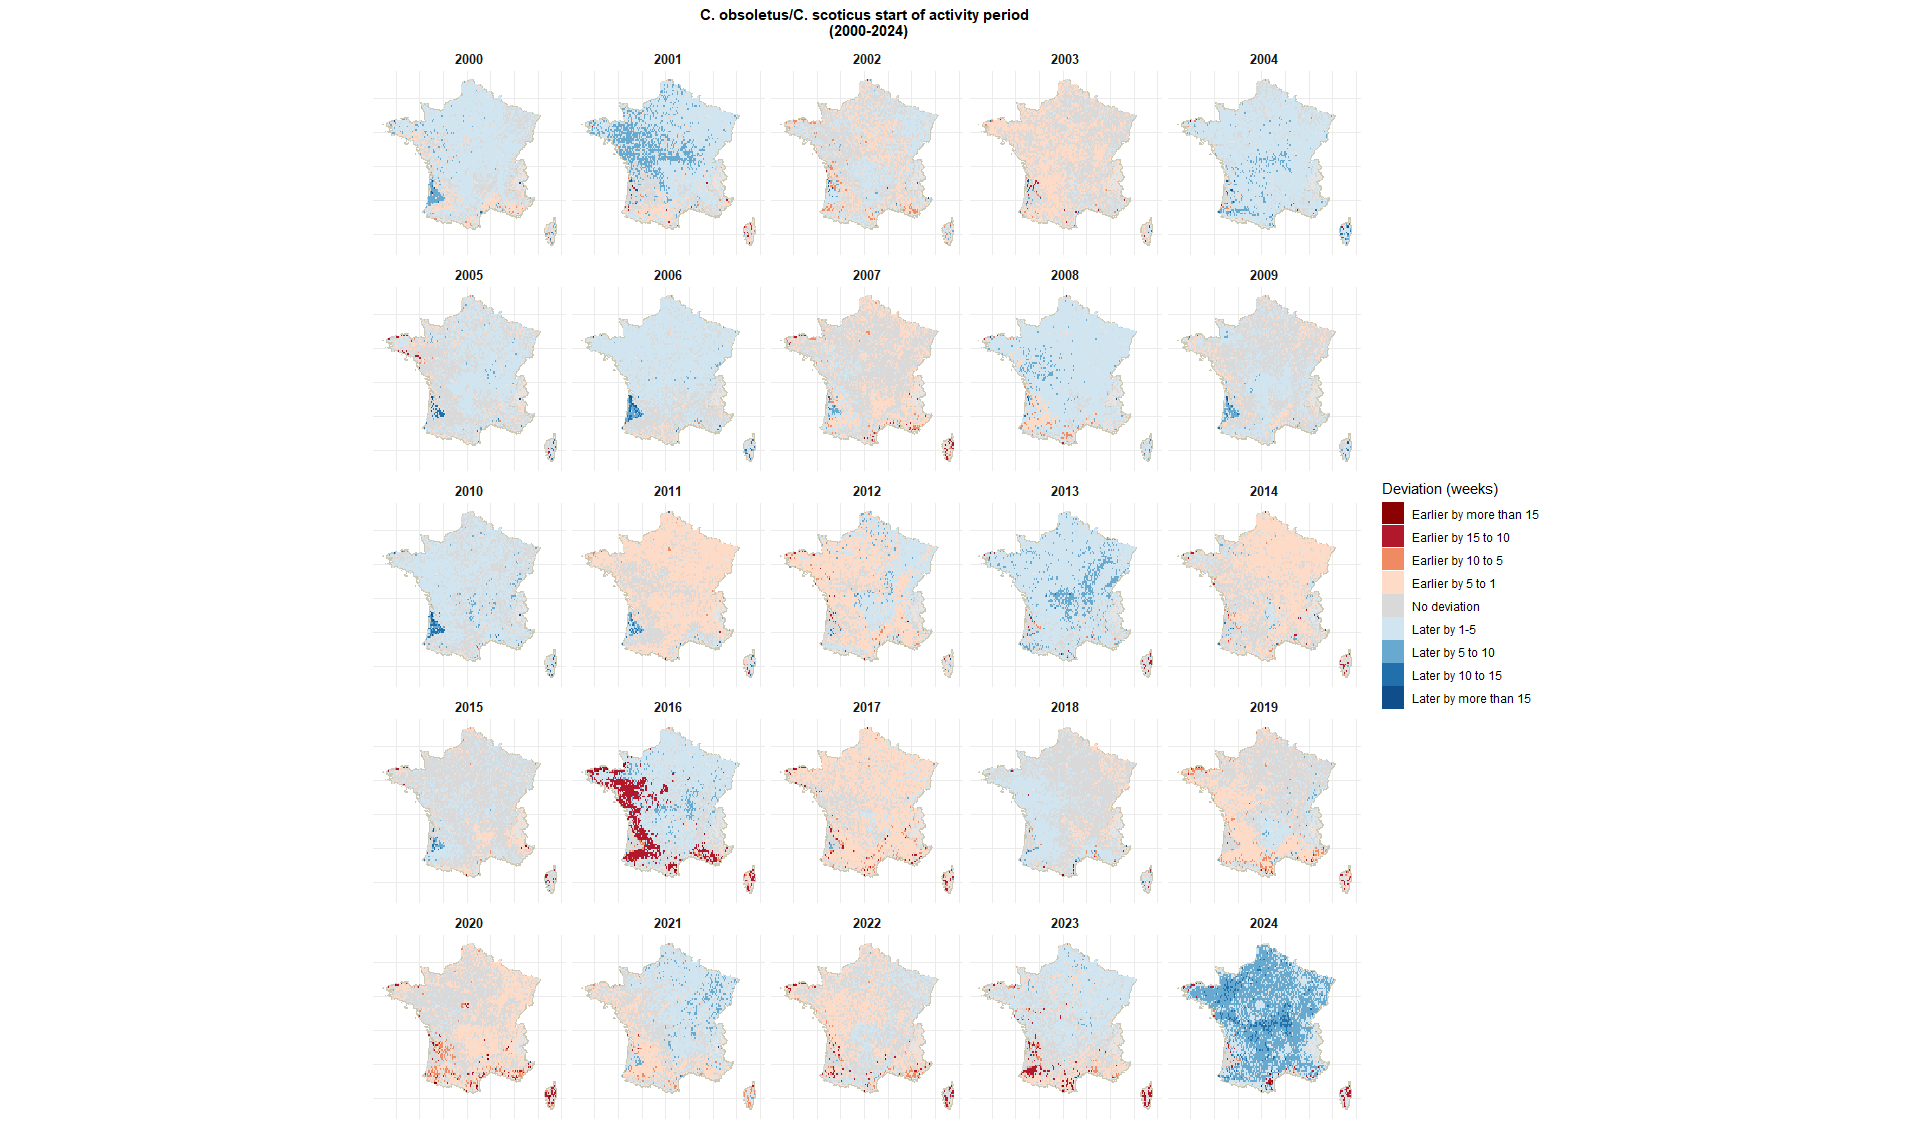 C. obsoletus/C. scoticus start of activity period
(2000-2024)
2000 2001 2002 2003 2004
2005 2006 2007 2008 2009
2010 2011 2012 2013 2014
2015 2016 2017 2018 2019
2020 2021 2022 2023 2024
Deviation (weeks)
Earlier by more than 15
Earlier by 15 to 10
Earlier by 10 to 5
Earlier by 5 to 1
No deviation
Later by 1-5
Later by 5 to 10
Later by 10 to 15
Later by more than 15